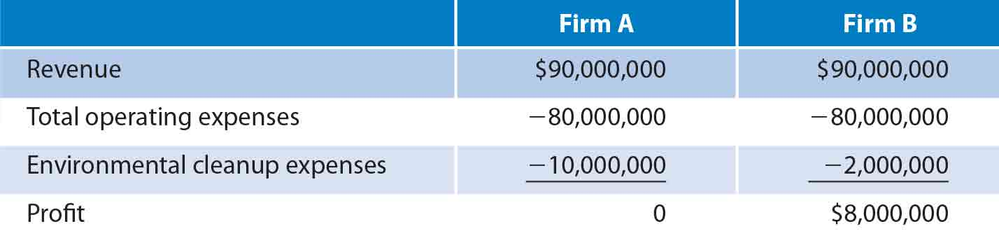 Firm A Firm B
Revenue $90,000,000 $90,000,000
Total operating expenses −80,000,000 −80,000,000
Environmental cleanup expenses −10,000,000 −2,000,000
Profit 0 $8,000,000